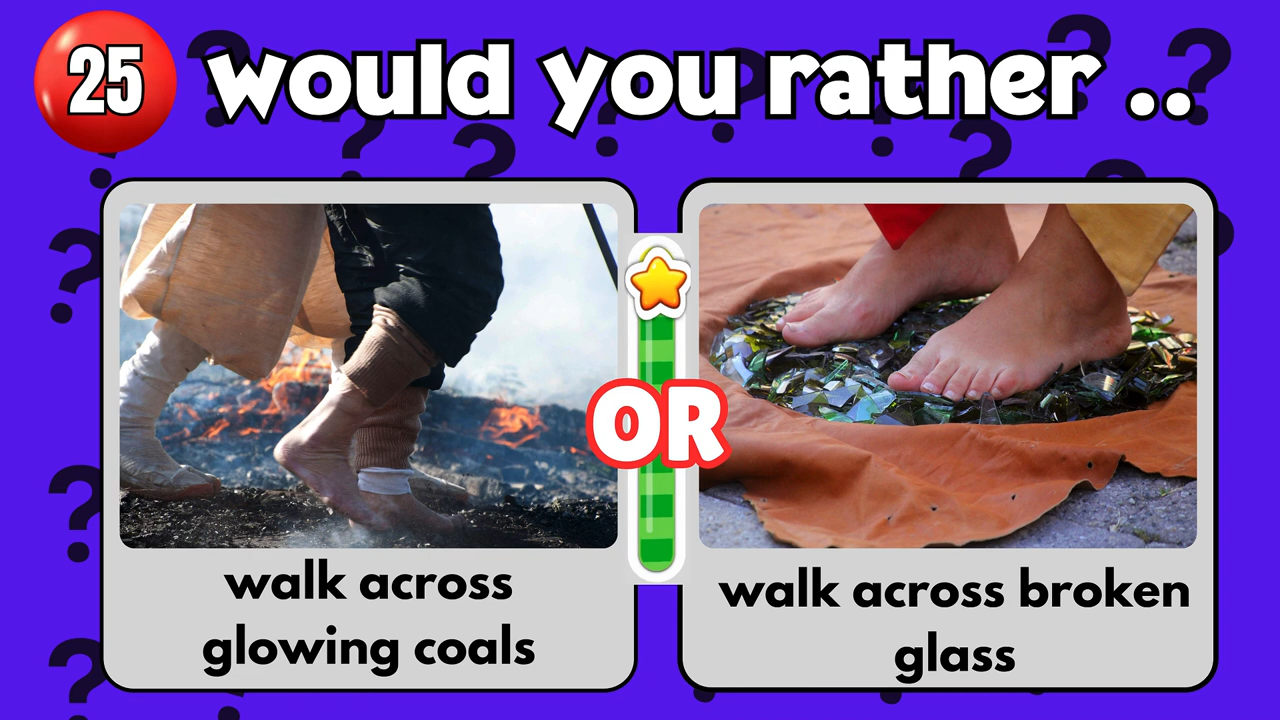 25
would you rather ..
walk across
glowing coals
OR
walk across broken
glass